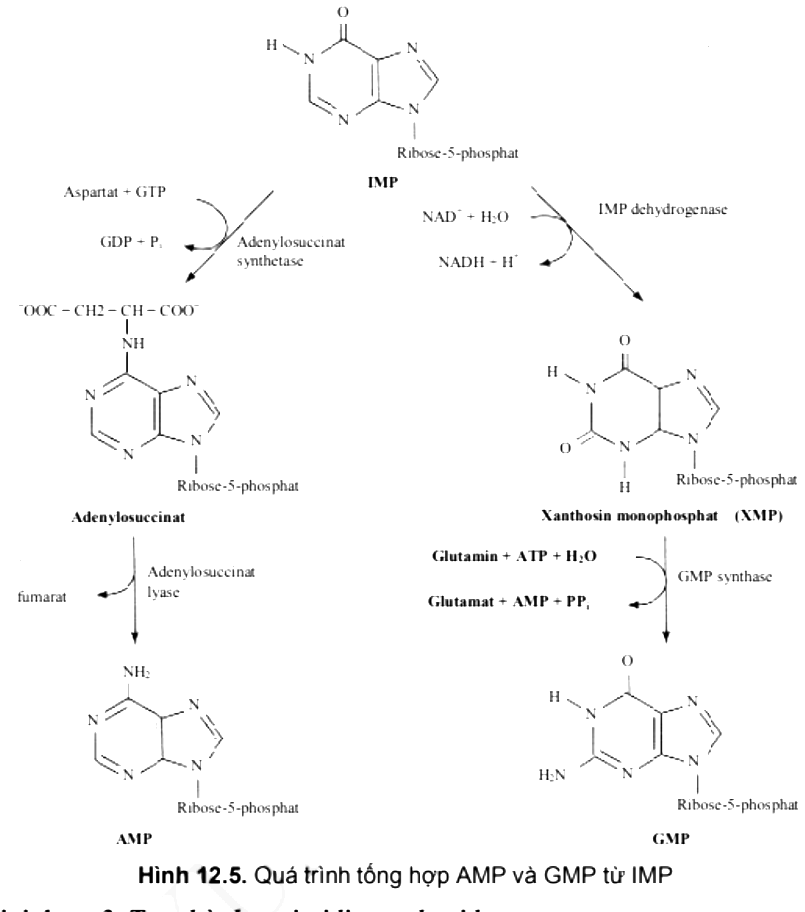 O
H
N
N
N
N
Ribose-5-phosphat
IMP
Aspartat + GTP
GDP + Pi
Adenylosuccinat
synthetase
NAD+ + H2O
NADH + H+
IMP dehydrogenase
-OOC - CH2 - CH - COO-
NH
N
N
N
N
Ribose-5-phosphat
Adenylosuccinat
O
H
N
N
O
N
N
H
Ribose-5-phosphat
Xanthosin monophosphat (XMP)
fumarat
Adenylosuccinat
lyase
Glutamin + ATP + H2O
Glutamat + AMP + PPi
GMP synthase
NH2
N
N
N
N
Ribose-5-phosphat
AMP
O
H
N
N
H2N
N
N
Ribose-5-phosphat
GMP
Hình 12.5. Quá trình tổng hợp AMP và GMP từ IMP